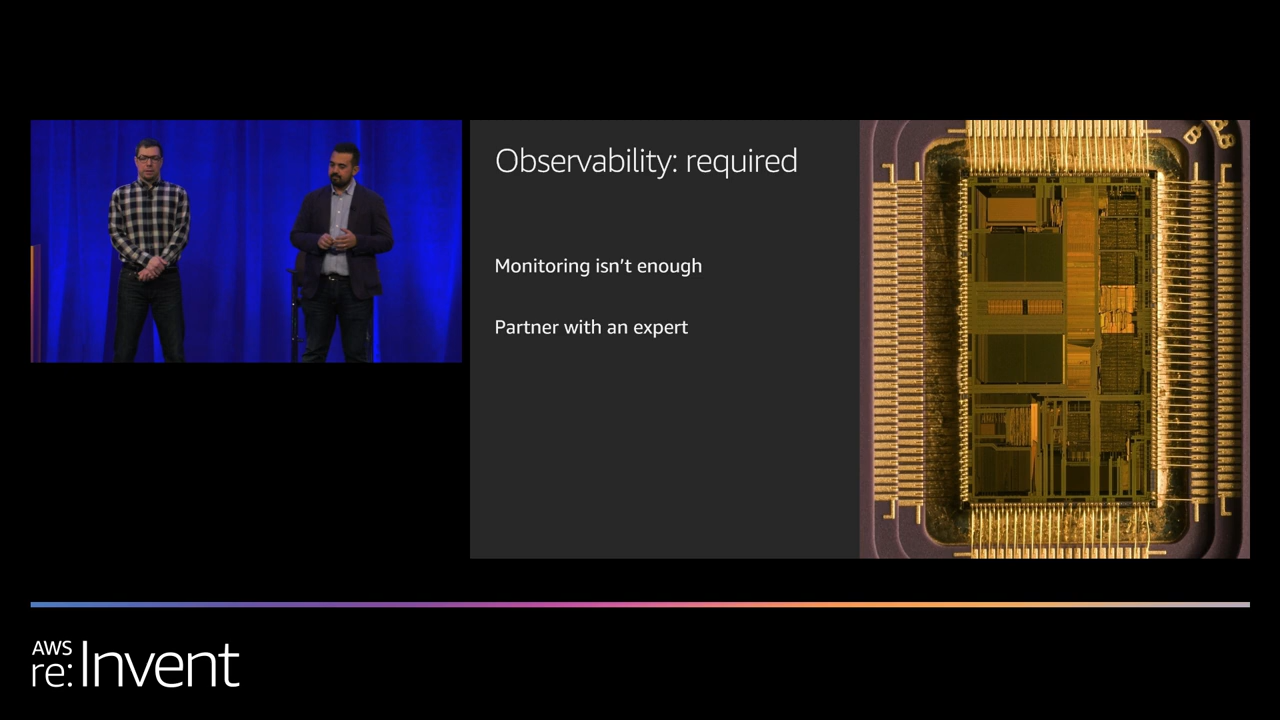 Observability: required
Monitoring isn't enough
Partner with an expert
AWS
re:Invent